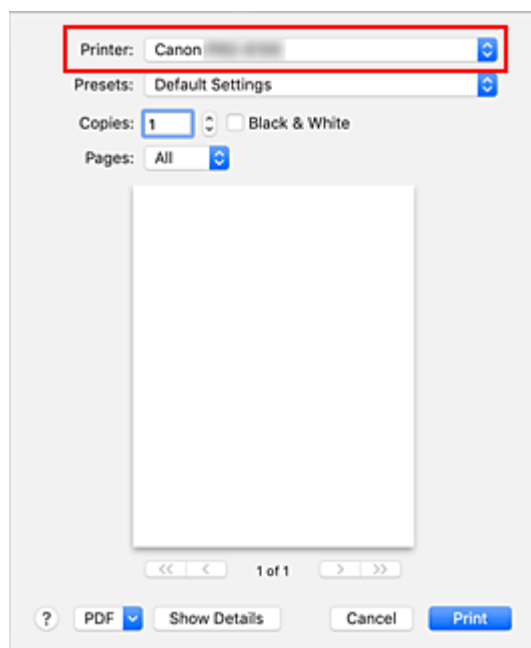 Printer: Canon
Presets: Default Settings
Copies: 1 Black & White
Pages: All
<< < 1 of 1 > >>
? PDF Show Details Cancel Print